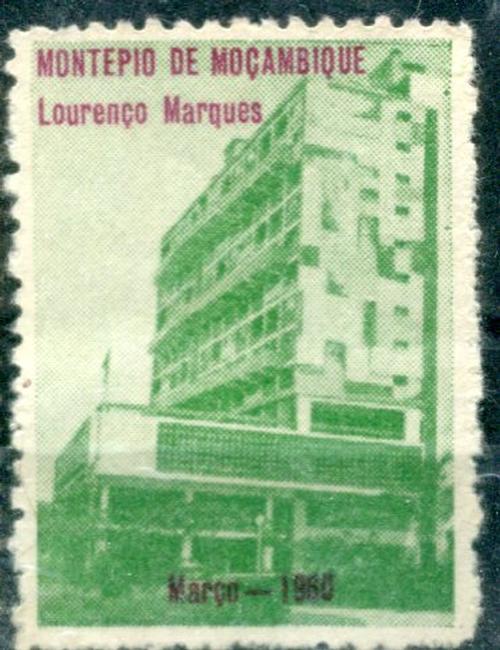 MONTEPIO DE MOÇAMBIQUE
Lourenço Marques
Março — 1960